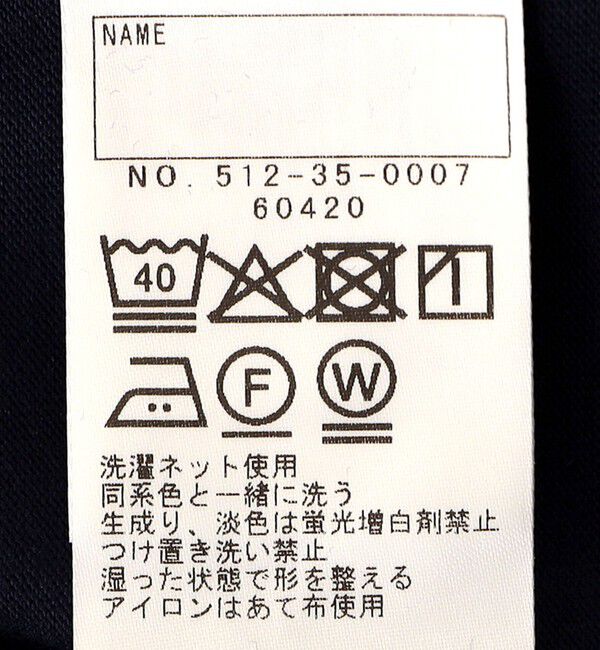 NAME
NO. 512-35-0007
60420
40
F W
洗濯ネット使用
同系色と一緒に洗う
生成り、淡色は蛍光増白剤禁止
つけ置き洗い禁止
湿った状態で形を整える
アイロンはあて布使用